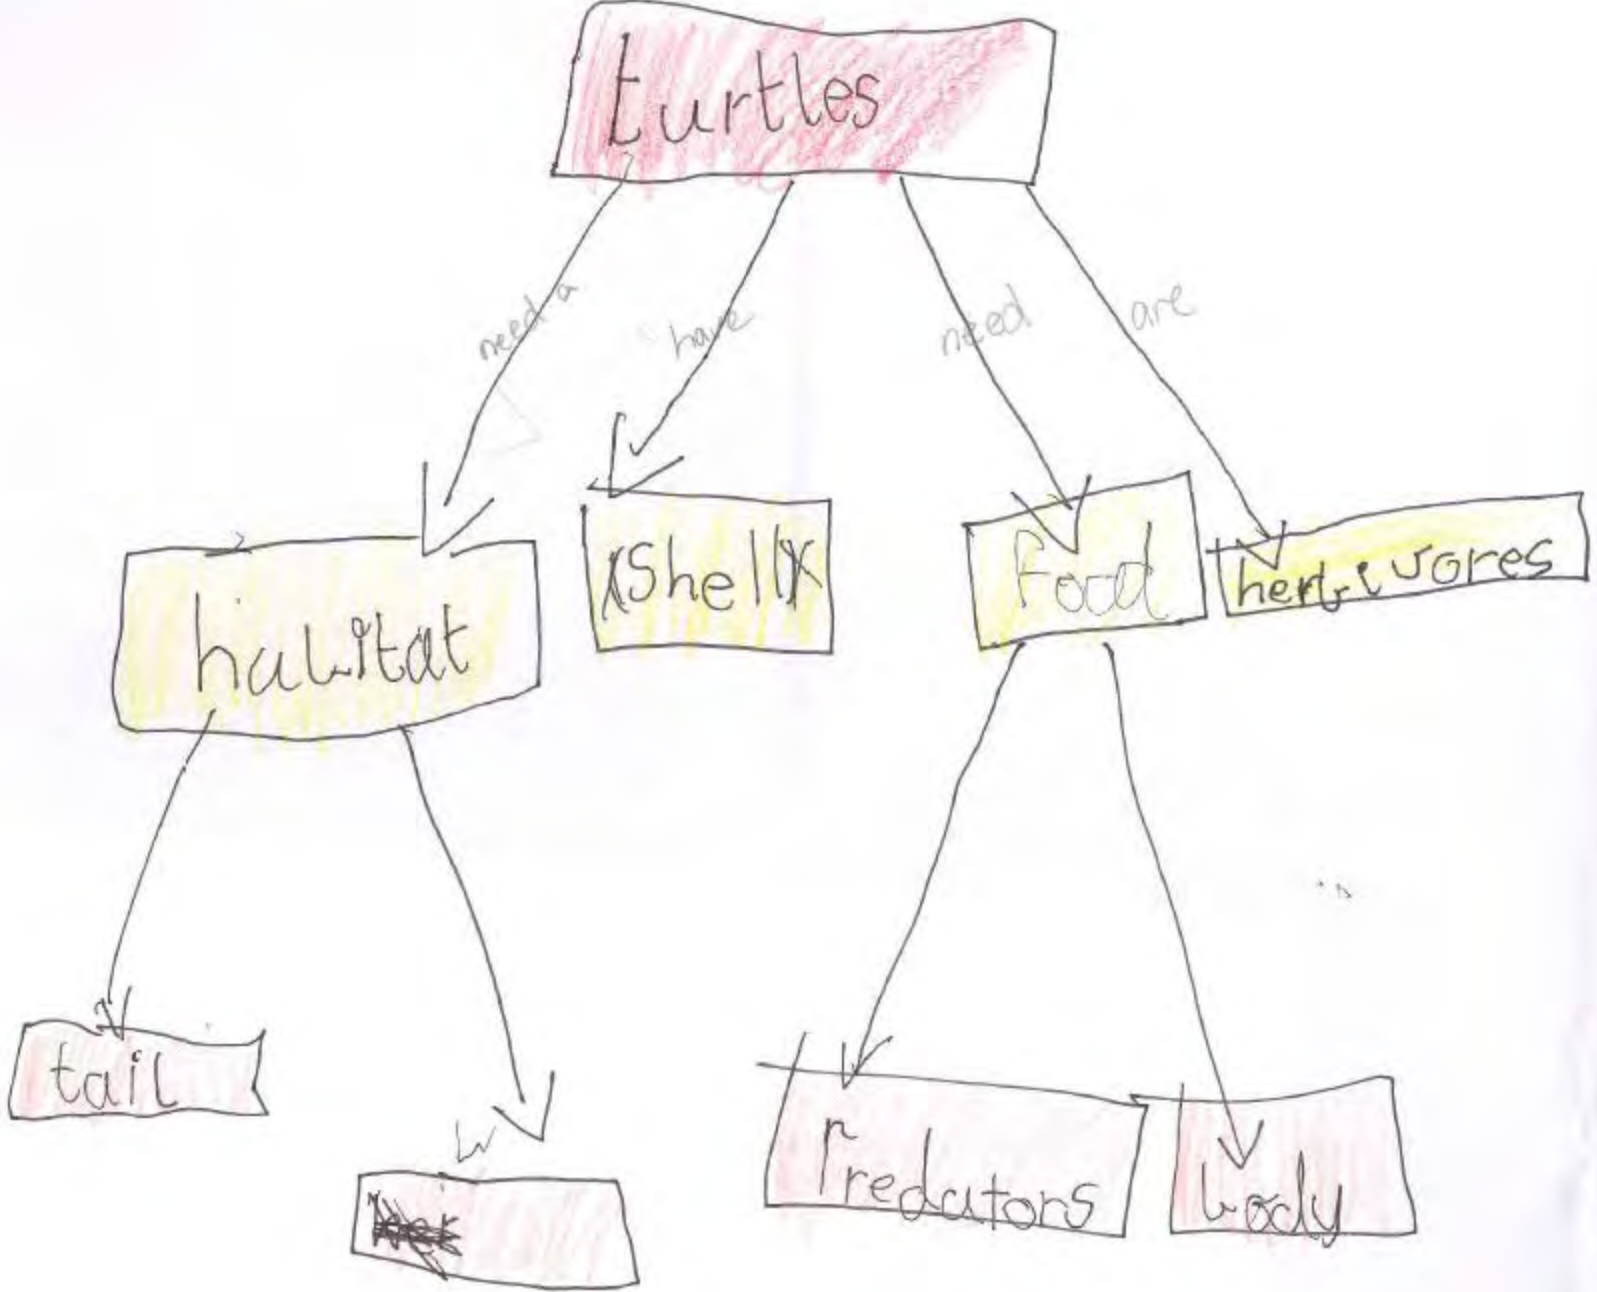 turtles
need a
have
need
are
habitat
Shell
food
herbivores
tail
Predators
body